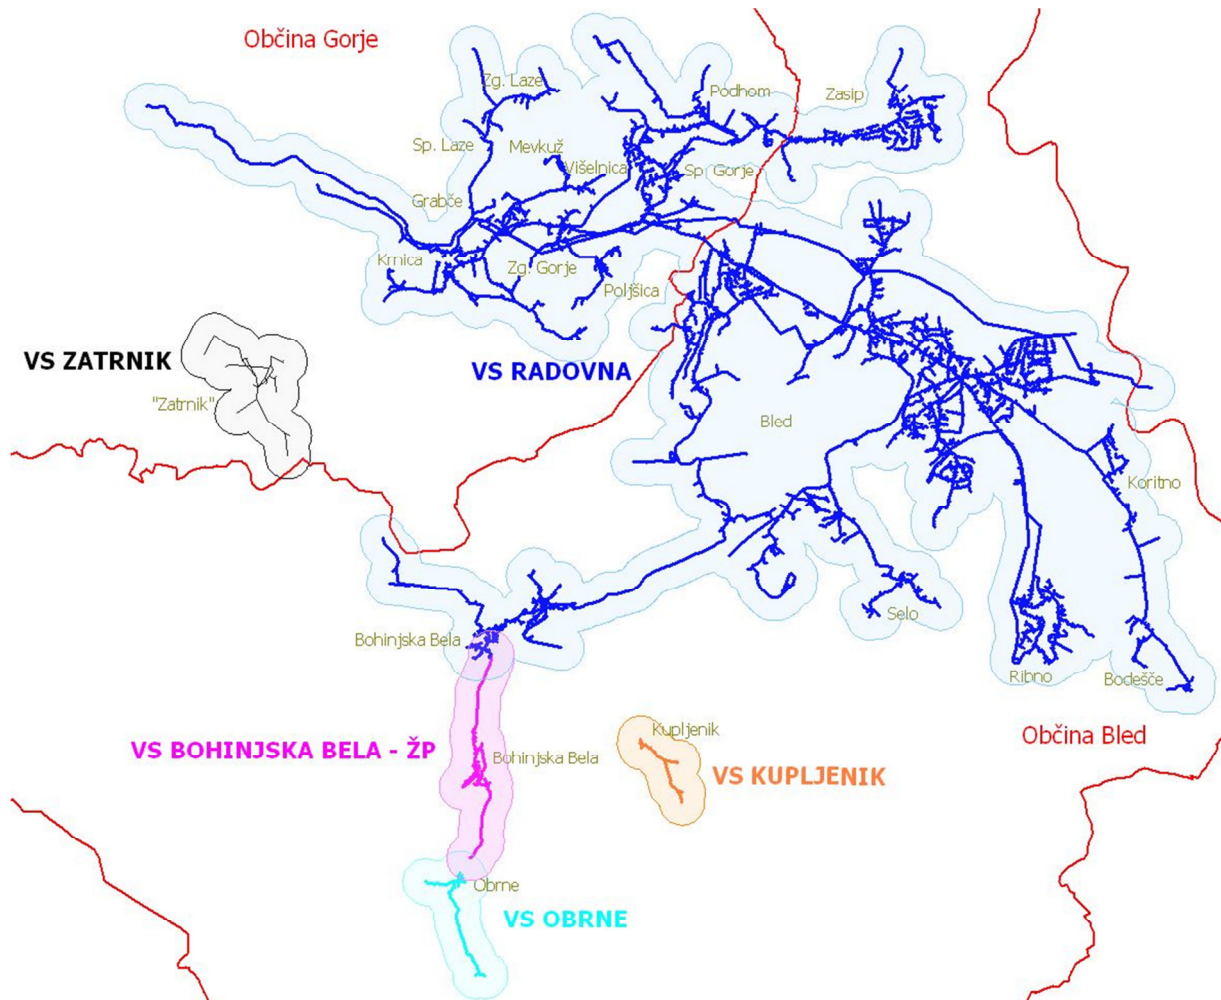 Občina Gorje
Zg. Laze
Podhom
Zasip
Sp. Laze
Mevkuž
Višelnica
Sp. Gorje
Grabče
Krnica
Zg. Gorje
Poljšica
VS ZATRNIK
VS RADOVNA
"Zatrnik"
Bled
Koritno
Selo
Bohinjska Bela
Ribno
Bodešče
Kupljenik
Občina Bled
VS BOHINJSKA BELA - ŽP
Bohinjska Bela
VS KUPLJENIK
Obrne
VS OBRNE